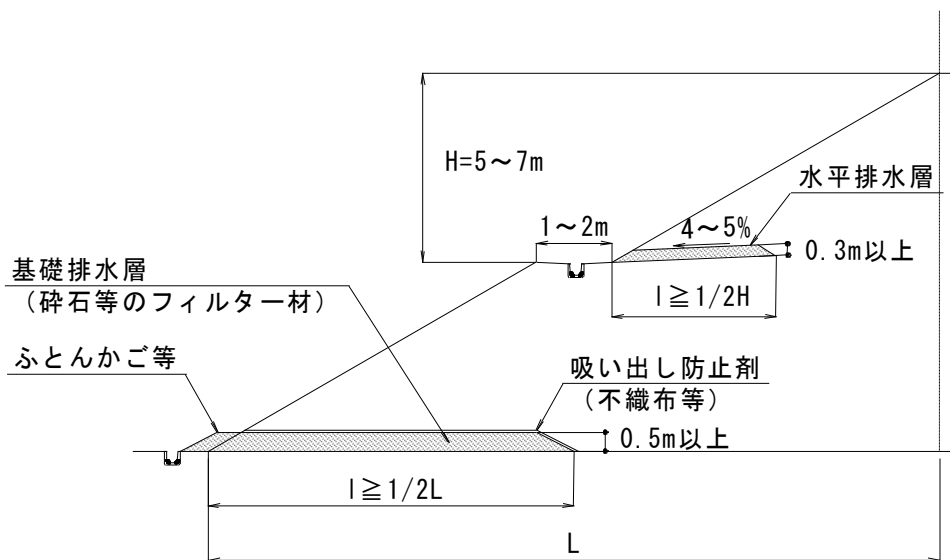 H=5～7m
水平排水層
1～2m
4～5%
0.3m以上
基礎排水層
（砕石等のフィルター材）
l≧1/2H
ふとんかご等
吸い出し防止剤
（不織布等）
0.5m以上
l≧1/2L
L